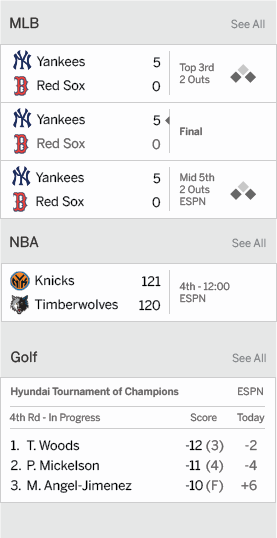 MLB See All
Yankees 5 Top 3rd
Red Sox 0 2 Outs
Yankees 5 Final
Red Sox 0
Yankees 5 Mid 5th
2 Outs
Red Sox 0 ESPN
NBA See All
Knicks 121 4th - 12:00
Timberwolves 120 ESPN
Golf See All
Hyundai Tournament of Champions ESPN
4th Rd - In Progress Score Today
1. T. Woods -12 (3) -2
2. P. Mickelson -11 (4) -4
3. M. Angel-Jimenez -10 (F) +6